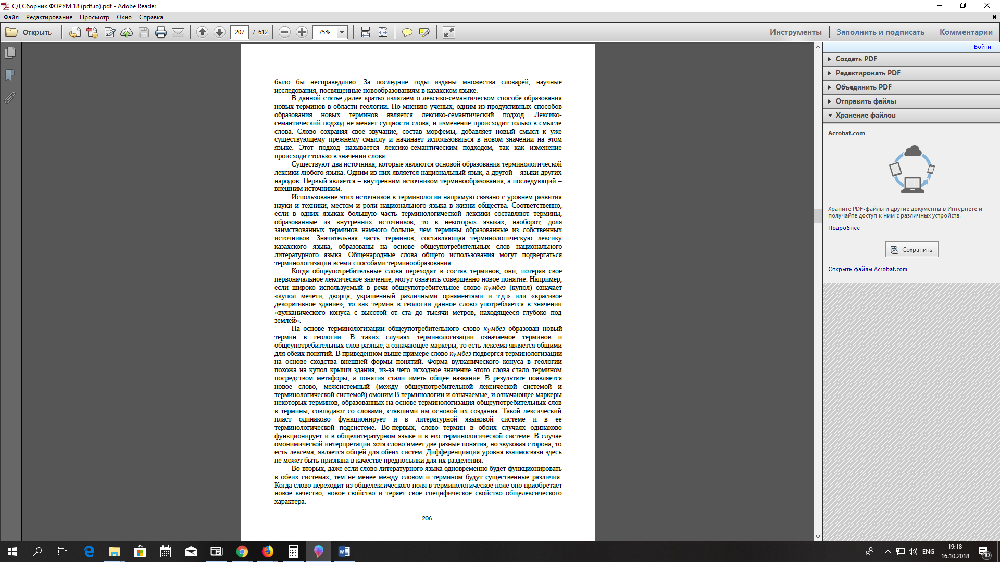 СД Сборник ФОРУМ 18 (pdf.io).pdf - Adobe Reader
Файл Редактирование Просмотр Окно Справка
Открыть 207 / 612 75% Инструменты Заполнить и подписать Комментарии
Войти
Создать PDF
Редактировать PDF
Объединить PDF
Отправить файлы
Хранение файлов
Acrobat.com
Храните PDF-файлы и другие документы в Интернете и
получайте доступ к ним с различных устройств.
Подробнее
Сохранить
Открыть файлы Acrobat.com
было бы несправедливо. За последние годы изданы множества словарей, научные
исследования, посвященные новообразованиям в казахском языке.
В данной статье далее кратко излагаем о лексико-семантическом способе образования
новых терминов в области геологии. По мнению ученых, одним из продуктивных способов
образования новых терминов является лексико-семантический подход. Лексико-
семантический подход не меняет сущности слова, и изменение происходит только в смысле
слова. Слово сохраняя свое звучание, состав морфемы, добавляет новый смысл к уже
существующему прежнему смыслу и начинает использоваться в новом значении на этом
языке. Этот подход называется лексико-семантическим подходом, так как изменение
происходит только в значении слова.
Существуют два источника, которые являются основой образования терминологической
лексики любого языка. Одним из них является национальный язык, а другой – языки других
народов. Первый является – внутренним источником терминообразования, а последующий –
внешним источником.
Использование этих источников в терминологии напрямую связано с уровнем развития
науки и техники, местом и роли национального языка в жизни общества. Соответственно,
если в одних языках большую часть терминологической лексики составляют термины,
образованные из внутренних источников, то в некоторых языках, наоборот, доля
заимствованных терминов намного больше, чем термины образованные из собственных
источников. Значительная часть терминов, составляющая терминологическую лексику
казахского языка, образованы на основе общеупотребительных слов национального
литературного языка. Общенародные слова общего использования могут подвергаться
терминологизации всеми способами терминообразования.
Когда общеупотребительные слова переходят в состав терминов, они, потеряв свое
первоначальное лексическое значение, могут означать совершенно новое понятие. Например,
если широко используемый в речи общеупотребительное слово күмбез (купол) означает
«купол мечети, дворца, украшенный различными орнаментами и т.д.» или «красивое
декоративное здание», то как термин в геологии данное слово употребляется в значении
«вулканического конуса с высотой от ста до тысячи метров, находящееся глубоко под
землей».
На основе терминологизации общеупотребительного слово күмбез образован новый
термин в геологии. В таких случаях терминологизации означаемое терминов и
общеупотребительных слов разные, а означающее маркеры, то есть лексема является общими
для обеих понятий. В приведенном выше примере слово күмбез подвергся терминологизации
на основе сходства внешней формы понятий. Форма вулканического конуса в геологии
похожа на купол крыши здания, из-за чего исходное значение этого слова стало термином
посредством метафоры, а понятия стали иметь общее название. В результате появляется
новое слово, межсистемный (между общеупотребительной лексической системой и
терминологической системой) омоним.В терминологии и означаемые, и означающее маркеры
некоторых терминов, образованных на основе терминологизация общеупотребительных слов
в термины, совпадают со словами, ставшими им основой их создания. Такой лексический
пласт одинаково функционирует и в литературной языковой системе и в ее
терминологической подсистеме. Во-первых, слово термин в обоих случаях одинаково
функционирует и в общелитературном языке и в его терминологической системе. В случае
омонимической интерпретации хотя слово имеет две разные понятия, но звуковая сторона, то
есть лексема, является общей для обеих систем. Дифференциация уровня взаимосвязи здесь
не может быть признана в качестве предпосылки для их разделения.
Во-вторых, даже если слово литературного языка одновременно будет функционировать
в обеих системах, тем не менее между словом и термином будут существенные различия.
Когда слово переходит из общелексического поля в терминологическое поле оно приобретает
новое качество, новое свойство и теряет свое специфическое свойство общелексического
характера.
206
ENG 19:18
16.10.2018
10